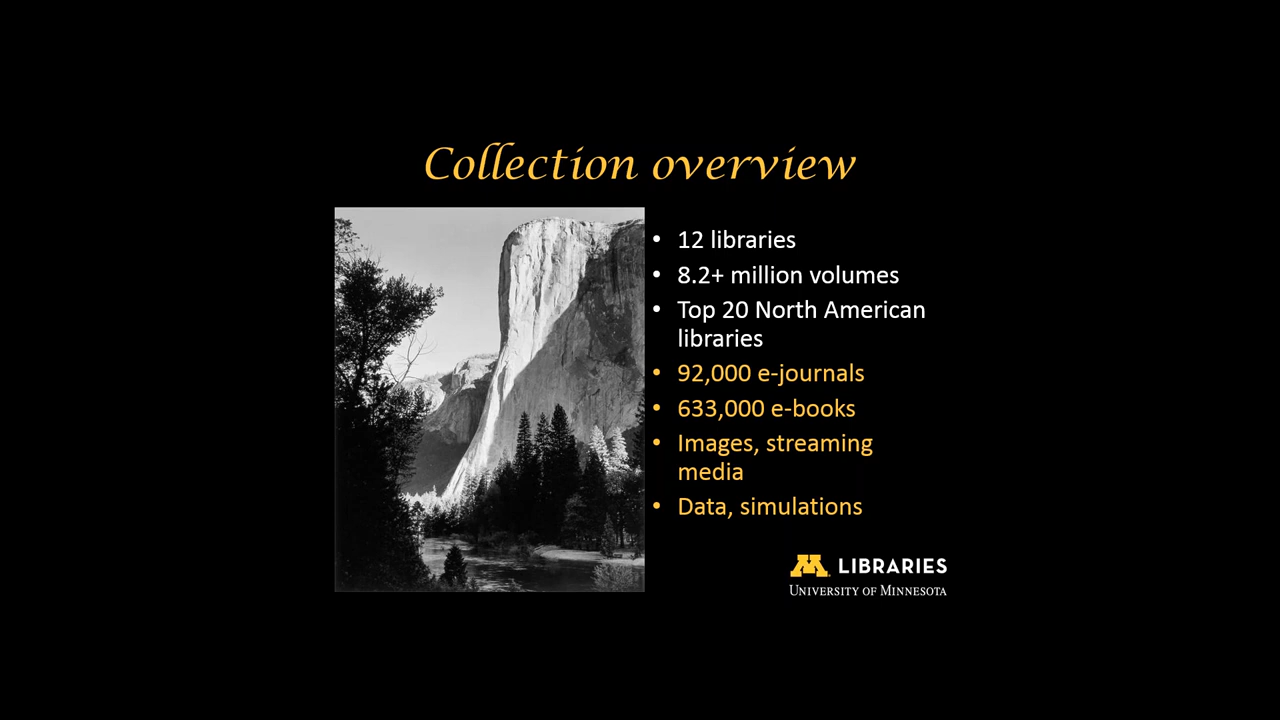 Collection overview
• 12 libraries
• 8.2+ million volumes
• Top 20 North American
libraries
• 92,000 e-journals
• 633,000 e-books
• Images, streaming
media
• Data, simulations
M LIBRARIES
UNIVERSITY OF MINNESOTA